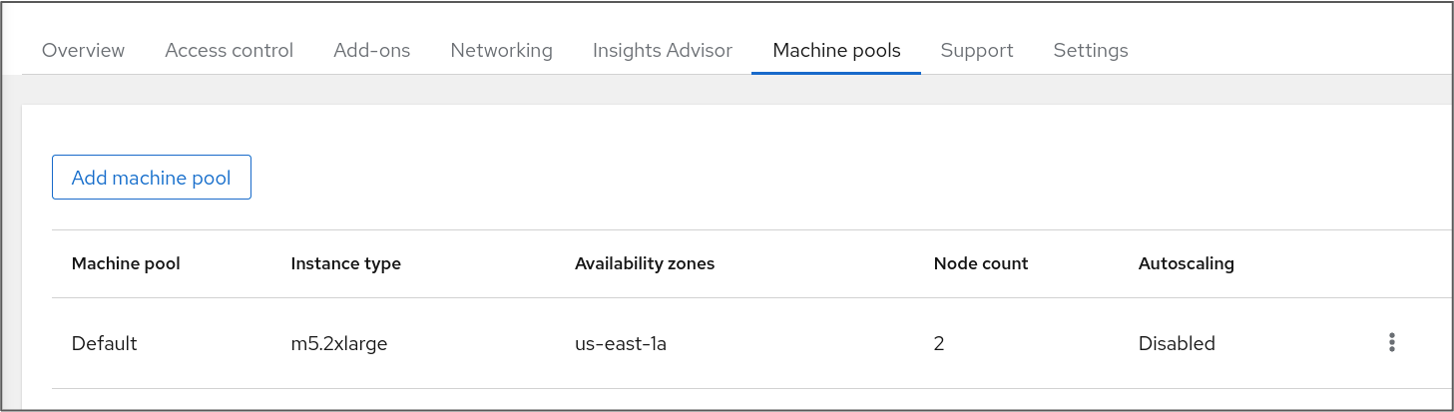 Overview Access control Add-ons Networking Insights Advisor Machine pools Support Settings
Add machine pool
Machine pool Instance type Availability zones Node count Autoscaling
Default m5.2xlarge us-east-1a 2 Disabled